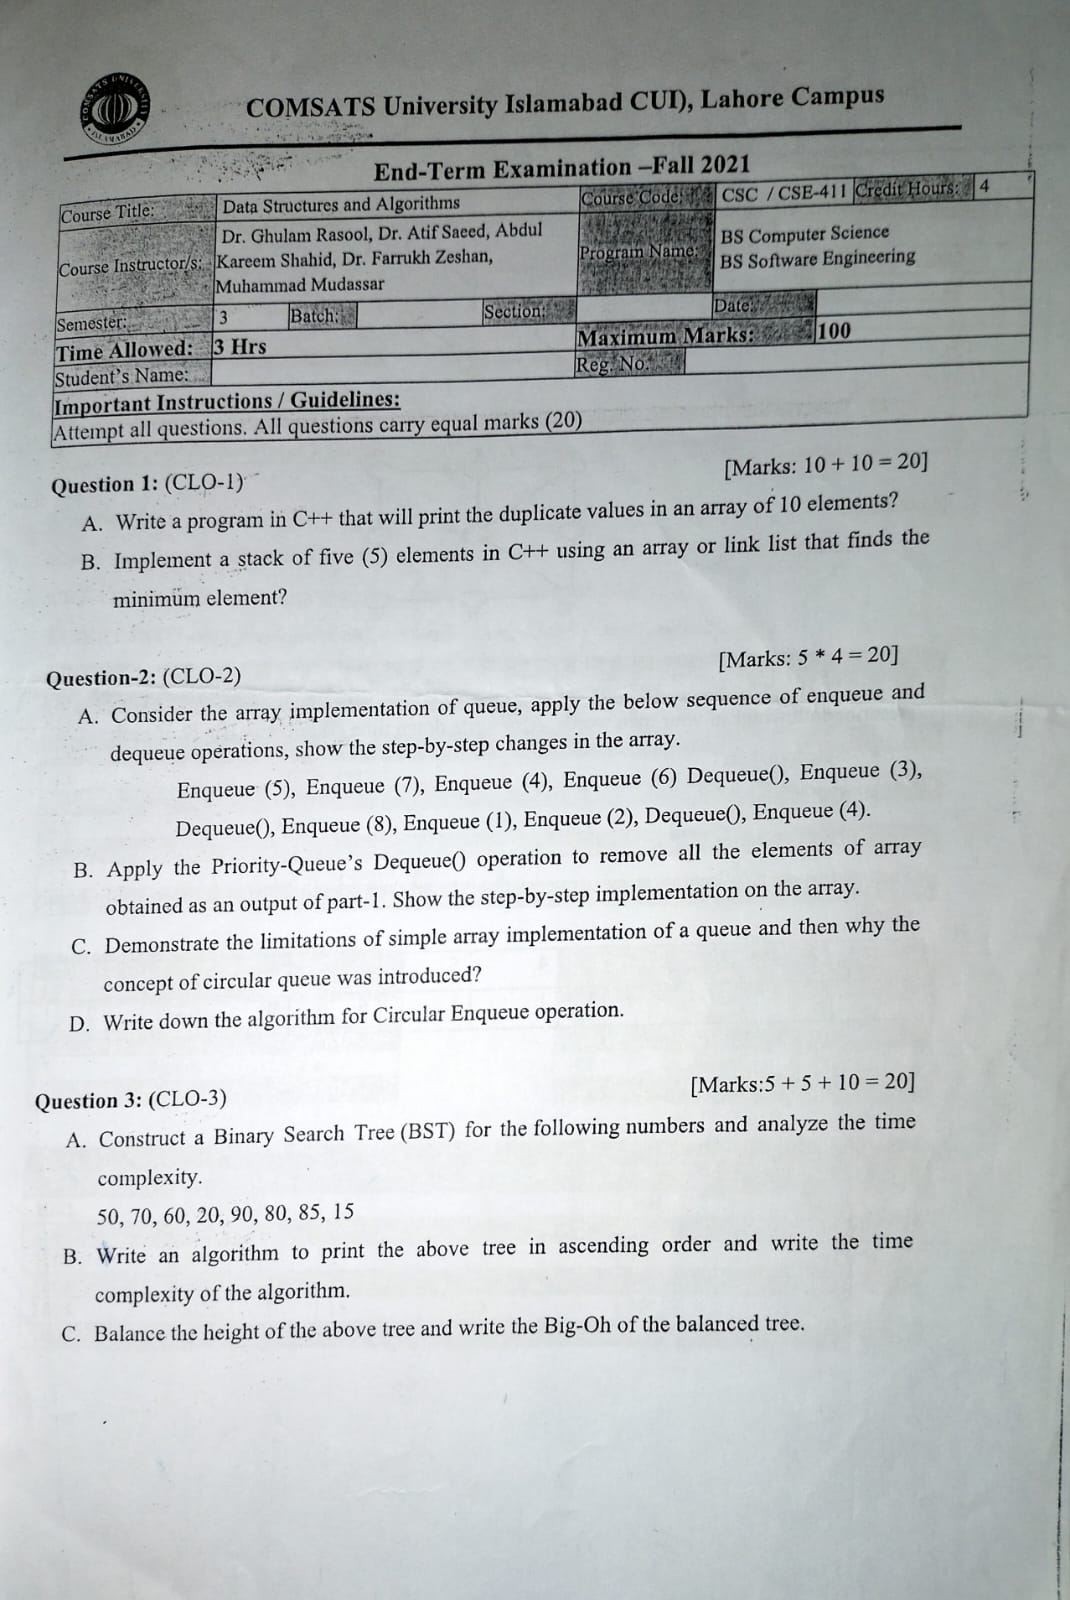 COMSATS UNIVERSITY
ISLAMABAD
COMSATS University Islamabad CUI), Lahore Campus
End-Term Examination –Fall 2021
Course Title: Data Structures and Algorithms Course Code: CSC / CSE-411 Credit Hours: 4
Course Instructor/s: Dr. Ghulam Rasool, Dr. Atif Saeed, Abdul
Kareem Shahid, Dr. Farrukh Zeshan,
Muhammad Mudassar
Program Name: BS Computer Science
BS Software Engineering
Semester: 3 Batch: Section: Date:
Time Allowed: 3 Hrs Maximum Marks: 100
Student's Name: Reg. No.
Important Instructions / Guidelines:
Attempt all questions. All questions carry equal marks (20)
Question 1: (CLO-1) [Marks: 10 + 10 = 20]
A. Write a program in C++ that will print the duplicate values in an array of 10 elements?
B. Implement a stack of five (5) elements in C++ using an array or link list that finds the
minimum element?
Question-2: (CLO-2) [Marks: 5 * 4 = 20]
A. Consider the array implementation of queue, apply the below sequence of enqueue and
dequeue operations, show the step-by-step changes in the array.
Enqueue (5), Enqueue (7), Enqueue (4), Enqueue (6) Dequeue(), Enqueue (3),
Dequeue(), Enqueue (8), Enqueue (1), Enqueue (2), Dequeue(), Enqueue (4).
B. Apply the Priority-Queue's Dequeue() operation to remove all the elements of array
obtained as an output of part-1. Show the step-by-step implementation on the array.
C. Demonstrate the limitations of simple array implementation of a queue and then why the
concept of circular queue was introduced?
D. Write down the algorithm for Circular Enqueue operation.
Question 3: (CLO-3) [Marks:5 + 5 + 10 = 20]
A. Construct a Binary Search Tree (BST) for the following numbers and analyze the time
complexity.
50, 70, 60, 20, 90, 80, 85, 15
B. Write an algorithm to print the above tree in ascending order and write the time
complexity of the algorithm.
C. Balance the height of the above tree and write the Big-Oh of the balanced tree.